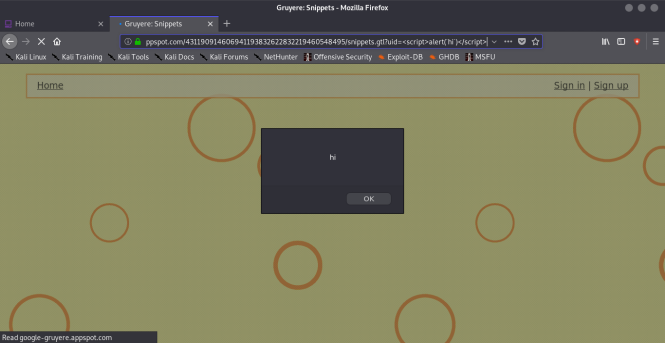 Gruyere: Snippets - Mozilla Firefox
Home
Gruyere: Snippets
appspot.com/431190914606941193832622832219460548495/snippets.gtl?uid=<script>alert('hi')</script>
Kali Linux Kali Training Kali Tools Kali Docs Kali Forums NetHunter Offensive Security Exploit-DB GHDB MSFU
Home Sign in | Sign up
hi
OK
Read google-gruyere.appspot.com